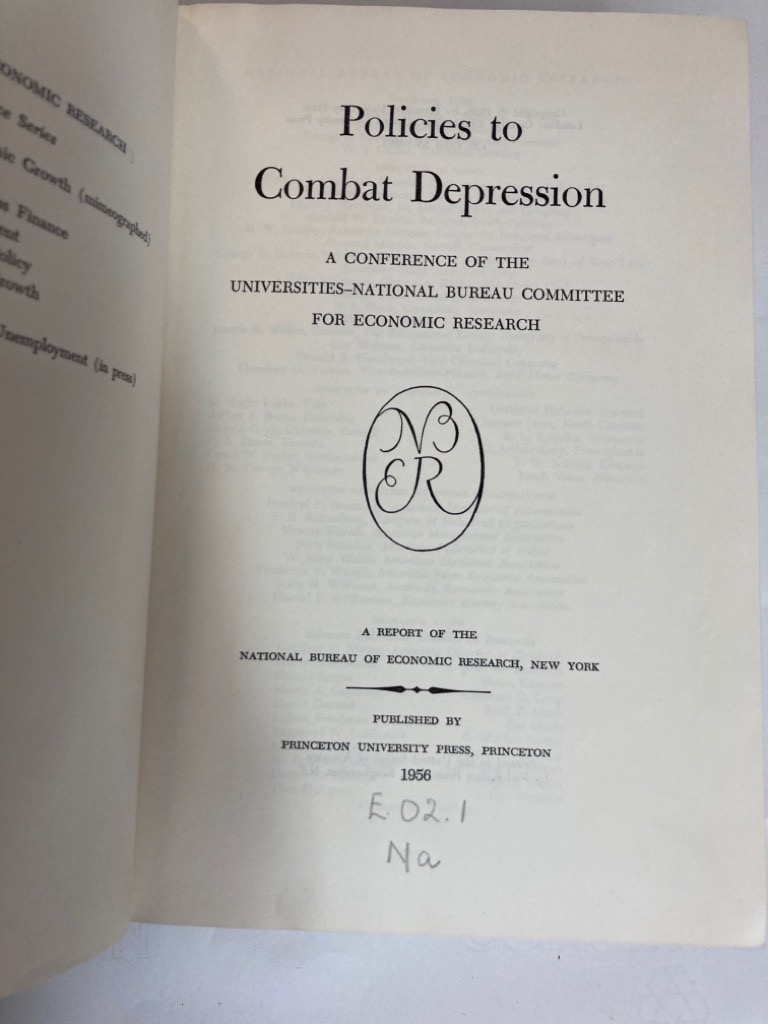 ONOMIC RESEARCH
ce Series
ic Growth (mimeographed)
Finance
ent
olicy
rowth
Unemployment (in press)
Policies to
Combat Depression
A CONFERENCE OF THE
UNIVERSITIES–NATIONAL BUREAU COMMITTEE
FOR ECONOMIC RESEARCH
NB
ER
A REPORT OF THE
NATIONAL BUREAU OF ECONOMIC RESEARCH, NEW YORK
PUBLISHED BY
PRINCETON UNIVERSITY PRESS, PRINCETON
1956
E.02.1
Na